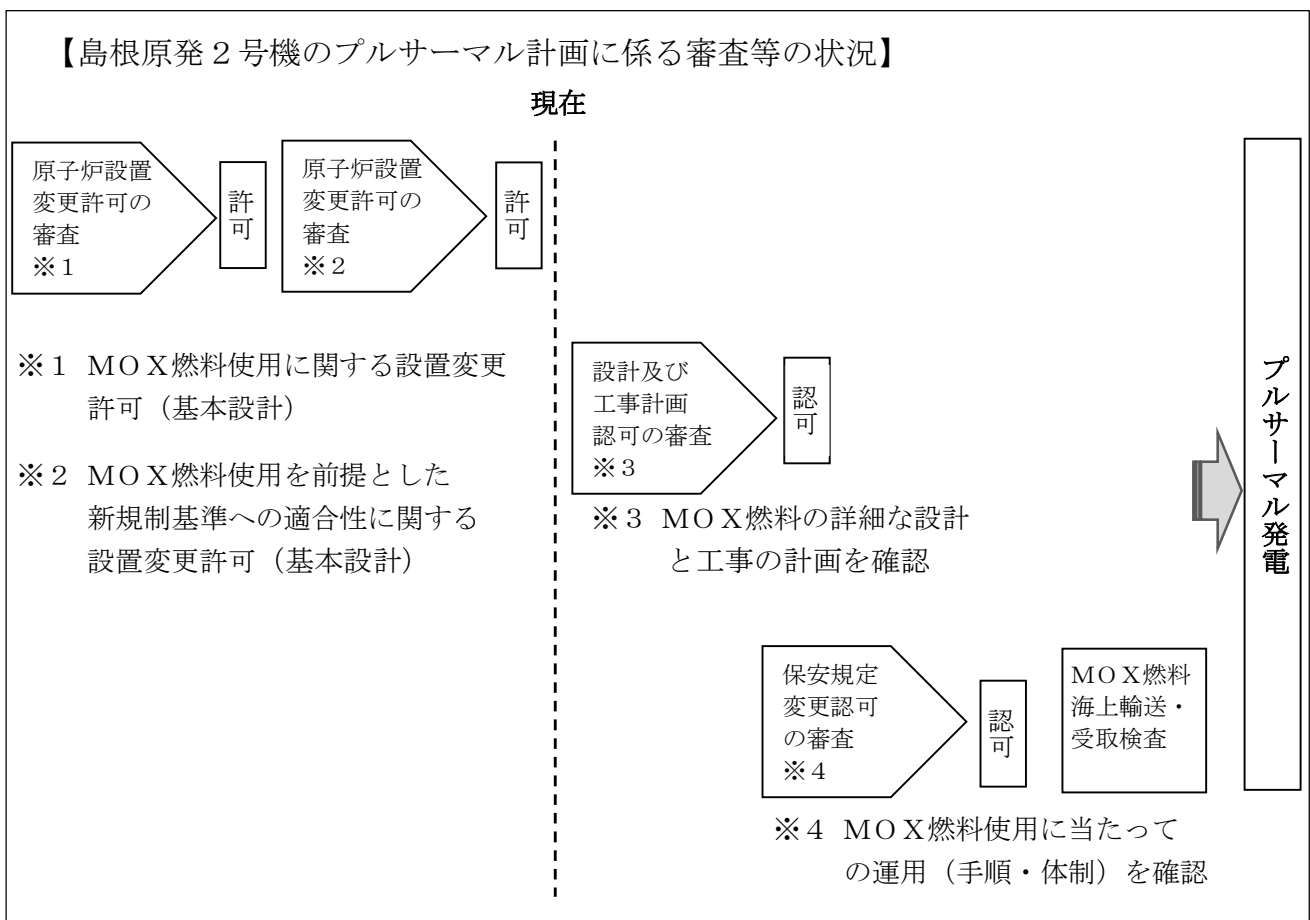 【島根原発２号機のプルサーマル計画に係る審査等の状況】
現在
原子炉設置
変更許可の
審査
※１
許可
原子炉設置
変更許可の
審査
※２
許可
※１　ＭＯＸ燃料使用に関する設置変更
許可（基本設計）
※２　ＭＯＸ燃料使用を前提とした
新規制基準への適合性に関する
設置変更許可（基本設計）
設計及び
工事計画
認可の審査
※３
認可
※３　ＭＯＸ燃料の詳細な設計
と工事の計画を確認
保安規定
変更認可
の審査
※４
認可
ＭＯＸ燃料
海上輸送・
受取検査
※４　ＭＯＸ燃料使用に当たって
の運用（手順・体制）を確認
プルサーマル発電